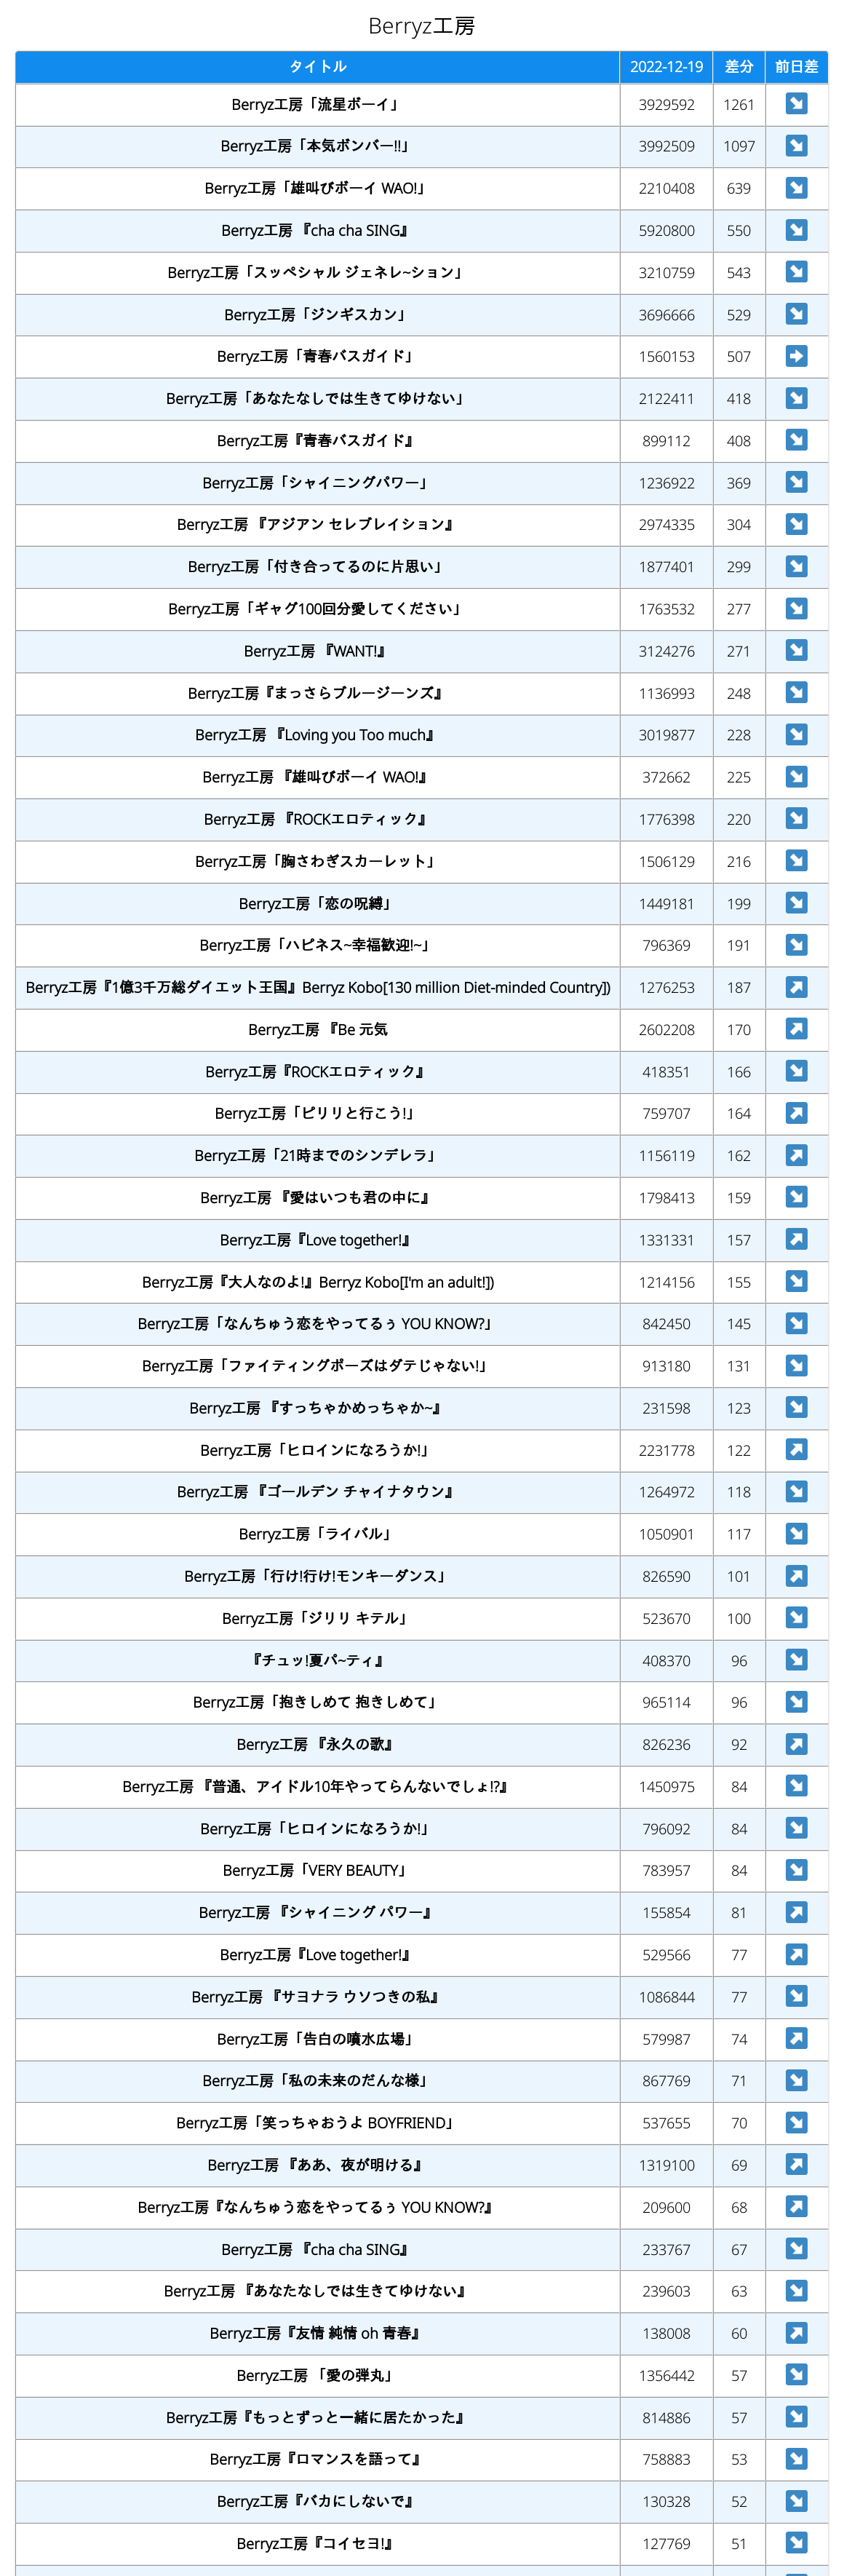 Berryz工房
タイトル 2022-12-19 差分 前日差
Berryz工房「流星ボーイ」 3929592 1261 ↘
Berryz工房「本気ボンバー!!」 3992509 1097 ↘
Berryz工房「雄叫びボーイ WAO!」 2210408 639 ↘
Berryz工房 『cha cha SING』 5920800 550 ↘
Berryz工房「スッペシャル ジェネレ~ション」 3210759 543 ↘
Berryz工房「ジンギスカン」 3696666 529 ↘
Berryz工房「青春バスガイド」 1560153 507 ➡
Berryz工房「あなたなしでは生きてゆけない」 2122411 418 ↘
Berryz工房『青春バスガイド』 899112 408 ↘
Berryz工房「シャイニングパワー」 1236922 369 ↘
Berryz工房 『アジアン セレブレイション』 2974335 304 ↘
Berryz工房「付き合ってるのに片思い」 1877401 299 ↘
Berryz工房「ギャグ100回分愛してください」 1763532 277 ↘
Berryz工房 『WANT!』 3124276 271 ↘
Berryz工房『まっさらブルージーンズ』 1136993 248 ↘
Berryz工房 『Loving you Too much』 3019877 228 ↘
Berryz工房 『雄叫びボーイ WAO!』 372662 225 ↘
Berryz工房 『ROCKエロティック』 1776398 220 ↘
Berryz工房「胸さわぎスカーレット」 1506129 216 ↘
Berryz工房「恋の呪縛」 1449181 199 ↘
Berryz工房「ハピネス~幸福歓迎!~」 796369 191 ↘
Berryz工房『1億3千万総ダイエット王国』Berryz Kobo[130 million Diet-minded Country]) 1276253 187 ↗
Berryz工房 『Be 元気 2602208 170 ↗
Berryz工房『ROCKエロティック』 418351 166 ↘
Berryz工房「ピリリと行こう!」 759707 164 ↗
Berryz工房「21時までのシンデレラ」 1156119 162 ↗
Berryz工房 『愛はいつも君の中に』 1798413 159 ↘
Berryz工房『Love together!』 1331331 157 ↗
Berryz工房『大人なのよ!』Berryz Kobo[I'm an adult!]) 1214156 155 ↘
Berryz工房「なんちゅう恋をやってるぅ YOU KNOW?」 842450 145 ↘
Berryz工房「ファイティングポーズはダテじゃない!」 913180 131 ↘
Berryz工房 『すっちゃかめっちゃか~』 231598 123 ↘
Berryz工房「ヒロインになろうか!」 2231778 122 ↗
Berryz工房 『ゴールデン チャイナタウン』 1264972 118 ↘
Berryz工房「ライバル」 1050901 117 ↘
Berryz工房「行け!行け!モンキーダンス」 826590 101 ↗
Berryz工房「ジリリ キテル」 523670 100 ↘
『チュッ!夏パ~ティ』 408370 96 ↘
Berryz工房「抱きしめて 抱きしめて」 965114 96 ↘
Berryz工房 『永久の歌』 826236 92 ↗
Berryz工房 『普通、アイドル10年やってらんないでしょ!?』 1450975 84 ↘
Berryz工房「ヒロインになろうか!」 796092 84 ↘
Berryz工房「VERY BEAUTY」 783957 84 ↘
Berryz工房 『シャイニング パワー』 155854 81 ↗
Berryz工房『Love together!』 529566 77 ↗
Berryz工房 『サヨナラ ウソつきの私』 1086844 77 ↘
Berryz工房「告白の噴水広場」 579987 74 ↗
Berryz工房「私の未来のだんな様」 867769 71 ↘
Berryz工房「笑っちゃおうよ BOYFRIEND」 537655 70 ↘
Berryz工房 『ああ、夜が明ける』 1319100 69 ↗
Berryz工房『なんちゅう恋をやってるぅ YOU KNOW?』 209600 68 ↗
Berryz工房 『cha cha SING』 233767 67 ↘
Berryz工房 『あなたなしでは生きてゆけない』 239603 63 ↘
Berryz工房『友情 純情 oh 青春』 138008 60 ↗
Berryz工房 「愛の弾丸」 1356442 57 ↘
Berryz工房『もっとずっと一緒に居たかった』 814886 57 ↘
Berryz工房『ロマンスを語って』 758883 53 ↘
Berryz工房『バカにしないで』 130328 52 ↘
Berryz工房『コイセヨ!』 127769 51 ↘